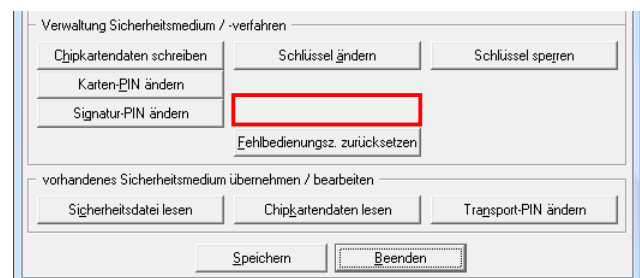 Verwaltung Sicherheitsmedium / -verfahren
Chipkartendaten schreiben
Schlüssel ändern
Schlüssel sperren
Karten-PIN ändern
Signatur-PIN ändern
Fehlbedienungsz. zurücksetzen
vorhandenes Sicherheitsmedium übernehmen / bearbeiten
Sicherheitsdatei lesen
Chipkartendaten lesen
Transport-PIN ändern
Speichern
Beenden